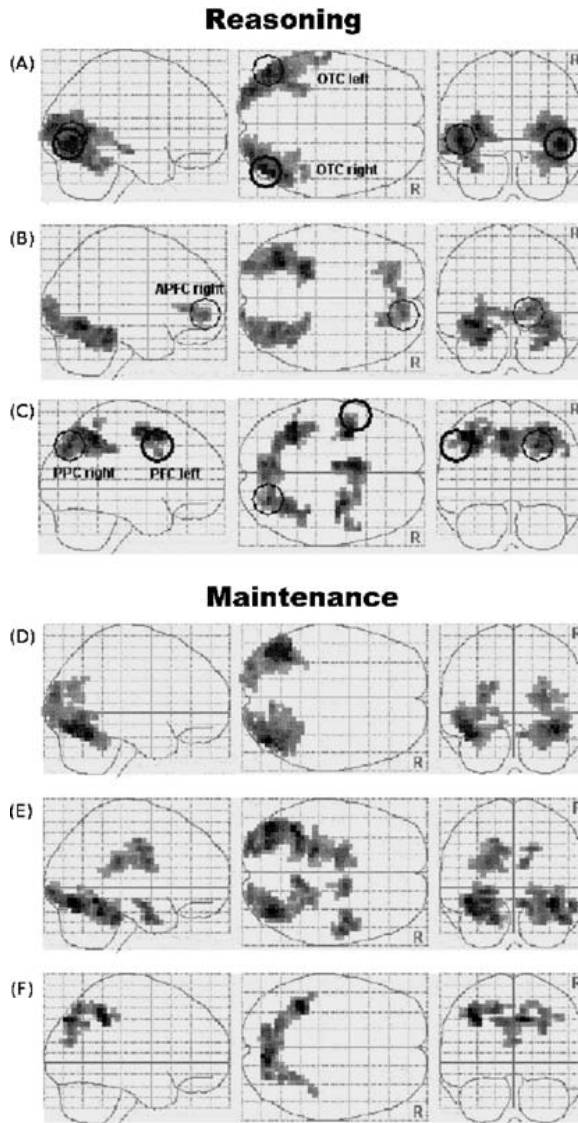 Reasoning
(A)
OTC left
OTC right
R
R
(B)
APFC right
R
R
(C)
PPC right
PFC left
R
R
Maintenance
(D)
R
R
(E)
R
R
(F)
R
R